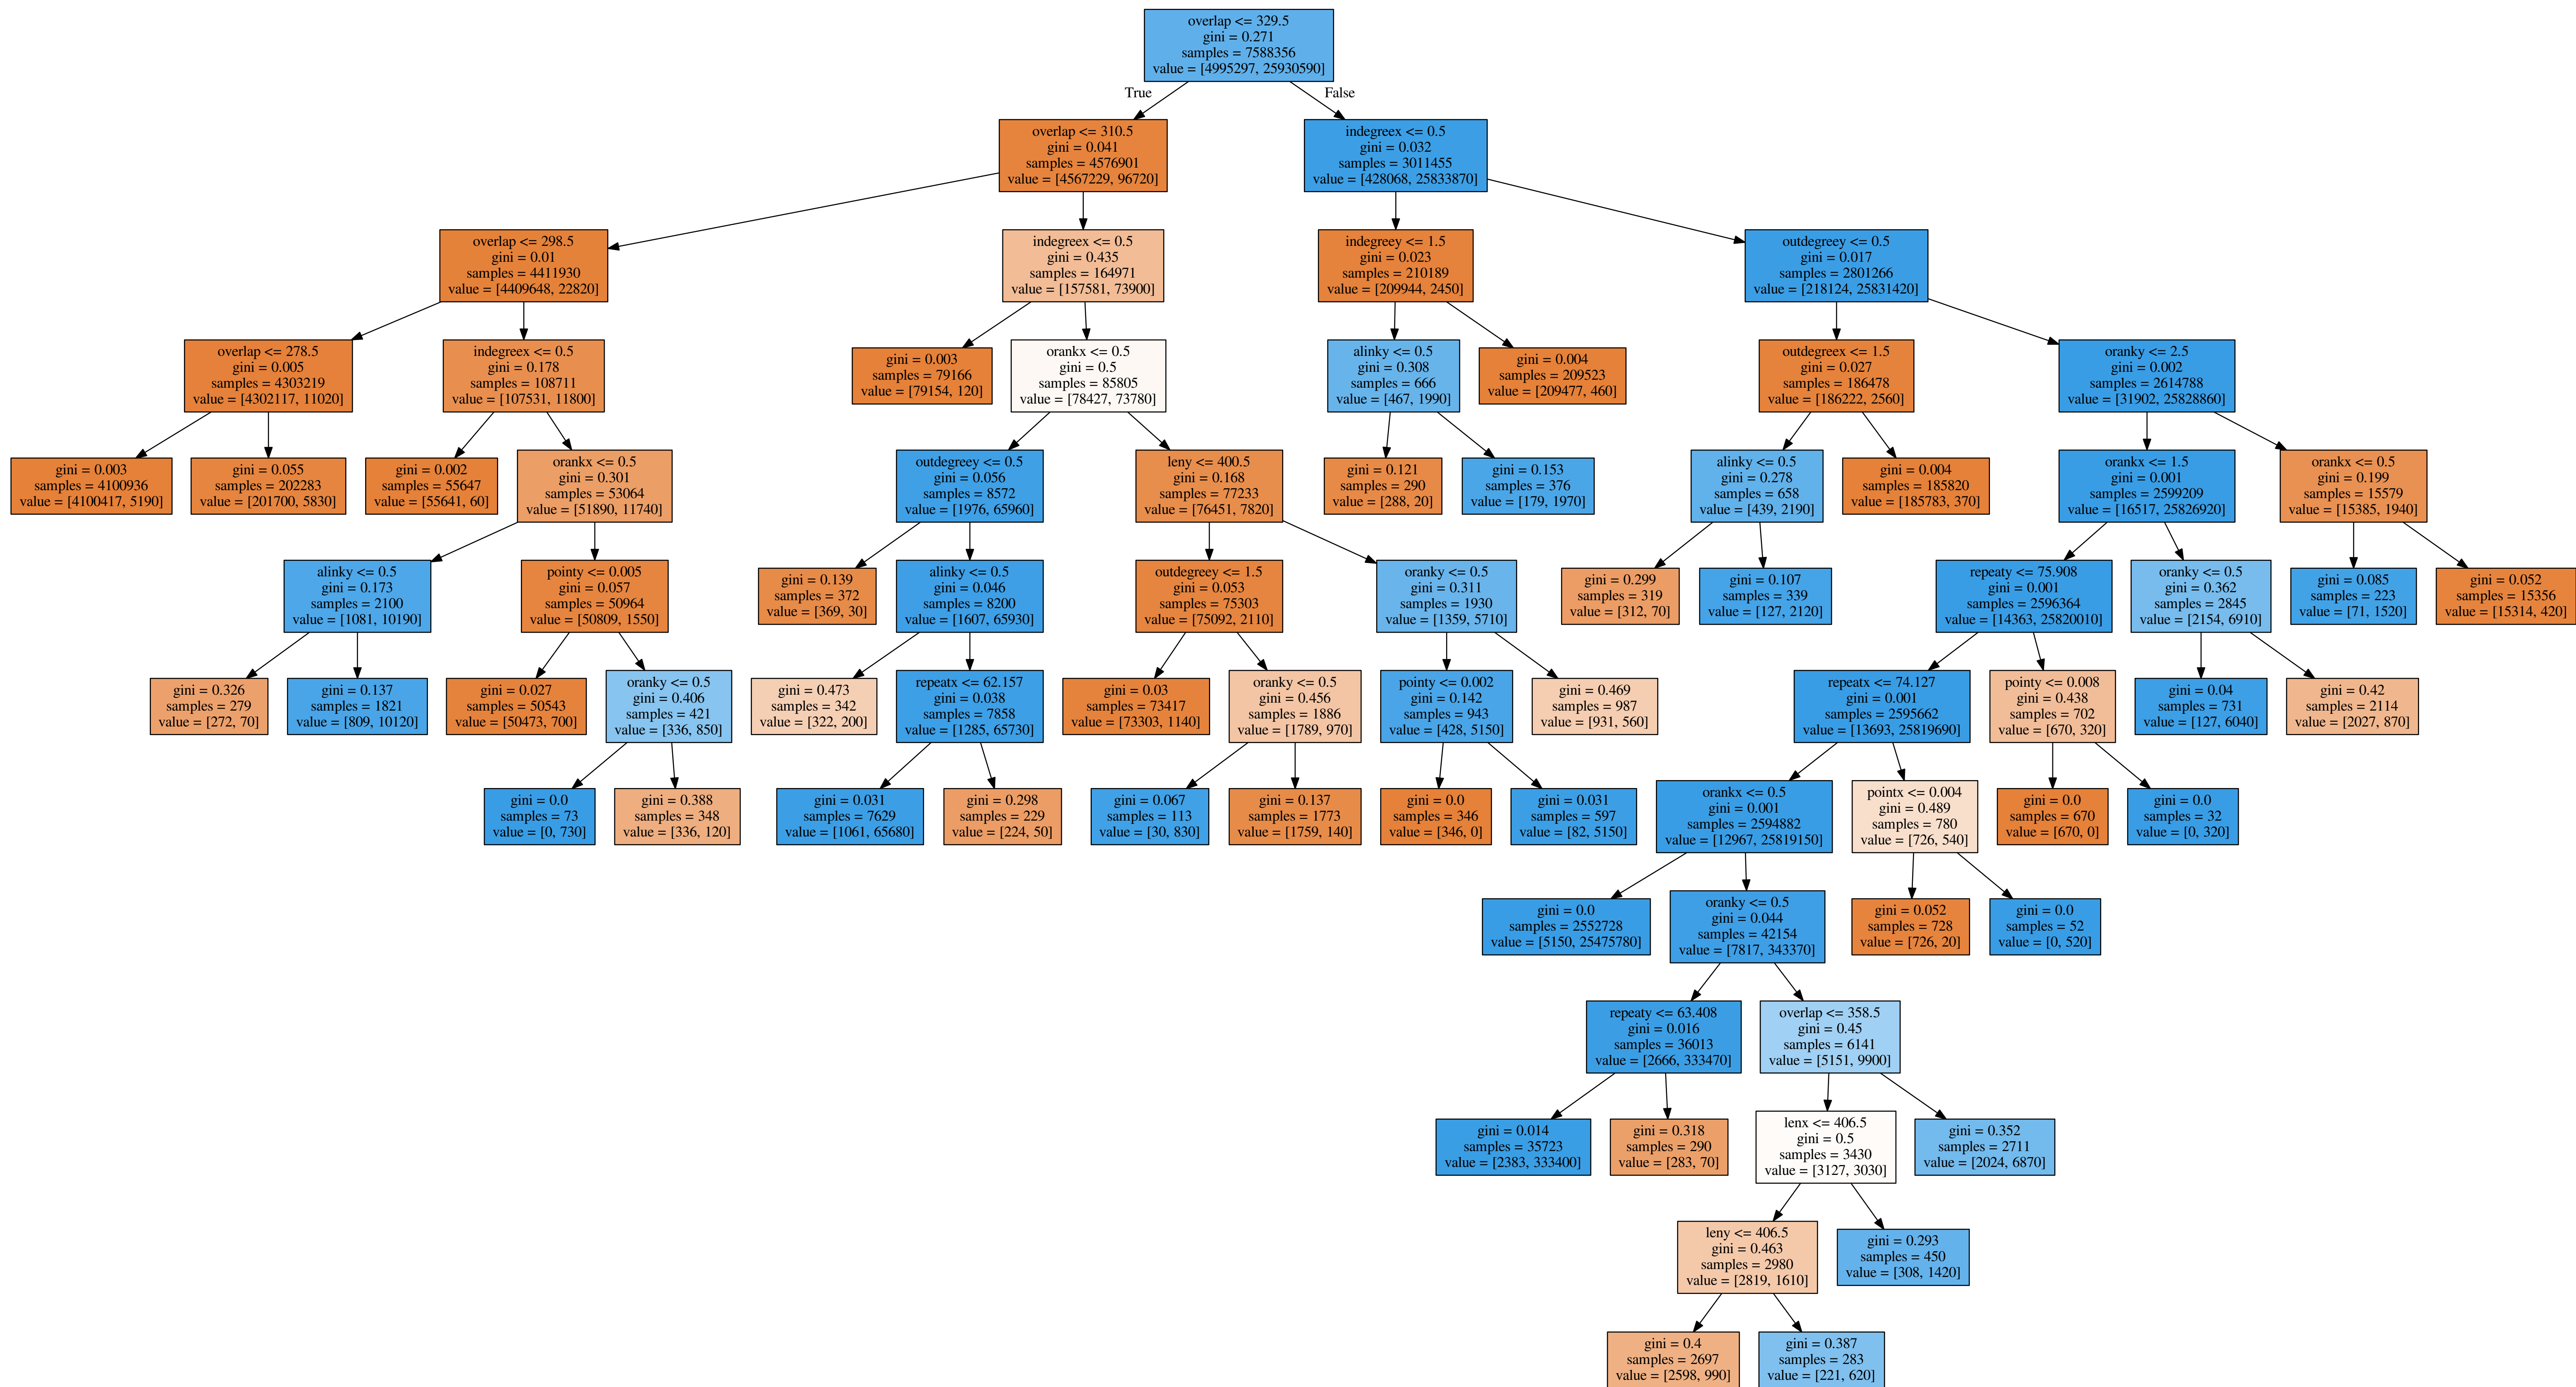 overlap <= 329.5
gini = 0.271
samples = 7588356
value = [4995297, 25930590]
True
False
overlap <= 310.5
gini = 0.041
samples = 4576901
value = [4567229, 96720]
indegreex <= 0.5
gini = 0.032
samples = 3011455
value = [428068, 25833870]
overlap <= 298.5
gini = 0.01
samples = 4411930
value = [4409648, 22820]
indegreex <= 0.5
gini = 0.435
samples = 164971
value = [157581, 73900]
indegreey <= 1.5
gini = 0.023
samples = 210189
value = [209944, 2450]
outdegreey <= 0.5
gini = 0.017
samples = 2801266
value = [218124, 25831420]
overlap <= 278.5
gini = 0.005
samples = 4303219
value = [4302117, 11020]
indegreex <= 0.5
gini = 0.178
samples = 108711
value = [107531, 11800]
gini = 0.003
samples = 79166
value = [79154, 120]
orankx <= 0.5
gini = 0.5
samples = 85805
value = [78427, 73780]
alinky <= 0.5
gini = 0.308
samples = 666
value = [467, 1990]
gini = 0.004
samples = 209523
value = [209477, 460]
outdegreex <= 1.5
gini = 0.027
samples = 186478
value = [186222, 2560]
oranky <= 2.5
gini = 0.002
samples = 2614788
value = [31902, 25828860]
gini = 0.003
samples = 4100936
value = [4100417, 5190]
gini = 0.055
samples = 202283
value = [201700, 5830]
gini = 0.002
samples = 55647
value = [55641, 60]
orankx <= 0.5
gini = 0.301
samples = 53064
value = [51890, 11740]
outdegreey <= 0.5
gini = 0.056
samples = 8572
value = [1976, 65960]
leny <= 400.5
gini = 0.168
samples = 77233
value = [76451, 7820]
gini = 0.121
samples = 290
value = [288, 20]
gini = 0.153
samples = 376
value = [179, 1970]
alinky <= 0.5
gini = 0.278
samples = 658
value = [439, 2190]
gini = 0.004
samples = 185820
value = [185783, 370]
orankx <= 1.5
gini = 0.001
samples = 2599209
value = [16517, 25826920]
orankx <= 0.5
gini = 0.199
samples = 15579
value = [15385, 1940]
alinky <= 0.5
gini = 0.173
samples = 2100
value = [1081, 10190]
pointy <= 0.005
gini = 0.057
samples = 50964
value = [50809, 1550]
gini = 0.139
samples = 372
value = [369, 30]
alinky <= 0.5
gini = 0.046
samples = 8200
value = [1607, 65930]
outdegreey <= 1.5
gini = 0.053
samples = 75303
value = [75092, 2110]
oranky <= 0.5
gini = 0.311
samples = 1930
value = [1359, 5710]
gini = 0.299
samples = 319
value = [312, 70]
gini = 0.107
samples = 339
value = [127, 2120]
repeaty <= 75.908
gini = 0.001
samples = 2596364
value = [14363, 25820010]
oranky <= 0.5
gini = 0.362
samples = 2845
value = [2154, 6910]
gini = 0.085
samples = 223
value = [71, 1520]
gini = 0.052
samples = 15356
value = [15314, 420]
gini = 0.326
samples = 279
value = [272, 70]
gini = 0.137
samples = 1821
value = [809, 10120]
gini = 0.027
samples = 50543
value = [50473, 700]
oranky <= 0.5
gini = 0.406
samples = 421
value = [336, 850]
gini = 0.473
samples = 342
value = [322, 200]
repeatx <= 62.157
gini = 0.038
samples = 7858
value = [1285, 65730]
gini = 0.03
samples = 73417
value = [73303, 1140]
oranky <= 0.5
gini = 0.456
samples = 1886
value = [1789, 970]
pointy <= 0.002
gini = 0.142
samples = 943
value = [428, 5150]
gini = 0.469
samples = 987
value = [931, 560]
repeatx <= 74.127
gini = 0.001
samples = 2595662
value = [13693, 25819690]
pointy <= 0.008
gini = 0.438
samples = 702
value = [670, 320]
gini = 0.04
samples = 731
value = [127, 6040]
gini = 0.42
samples = 2114
value = [2027, 870]
gini = 0.0
samples = 73
value = [0, 730]
gini = 0.388
samples = 348
value = [336, 120]
gini = 0.031
samples = 7629
value = [1061, 65680]
gini = 0.298
samples = 229
value = [224, 50]
gini = 0.067
samples = 113
value = [30, 830]
gini = 0.137
samples = 1773
value = [1759, 140]
gini = 0.0
samples = 346
value = [346, 0]
gini = 0.031
samples = 597
value = [82, 5150]
orankx <= 0.5
gini = 0.001
samples = 2594882
value = [12967, 25819150]
pointx <= 0.004
gini = 0.489
samples = 780
value = [726, 540]
gini = 0.0
samples = 670
value = [670, 0]
gini = 0.0
samples = 32
value = [0, 320]
gini = 0.0
samples = 2552728
value = [5150, 25475780]
oranky <= 0.5
gini = 0.044
samples = 42154
value = [7817, 343370]
gini = 0.052
samples = 728
value = [726, 20]
gini = 0.0
samples = 52
value = [0, 520]
repeaty <= 63.408
gini = 0.016
samples = 36013
value = [2666, 333470]
overlap <= 358.5
gini = 0.45
samples = 6141
value = [5151, 9900]
gini = 0.014
samples = 35723
value = [2383, 333400]
gini = 0.318
samples = 290
value = [283, 70]
lenx <= 406.5
gini = 0.5
samples = 3430
value = [3127, 3030]
gini = 0.352
samples = 2711
value = [2024, 6870]
leny <= 406.5
gini = 0.463
samples = 2980
value = [2819, 1610]
gini = 0.293
samples = 450
value = [308, 1420]
gini = 0.4
samples = 2697
value = [2598, 990]
gini = 0.387
samples = 283
value = [221, 620]